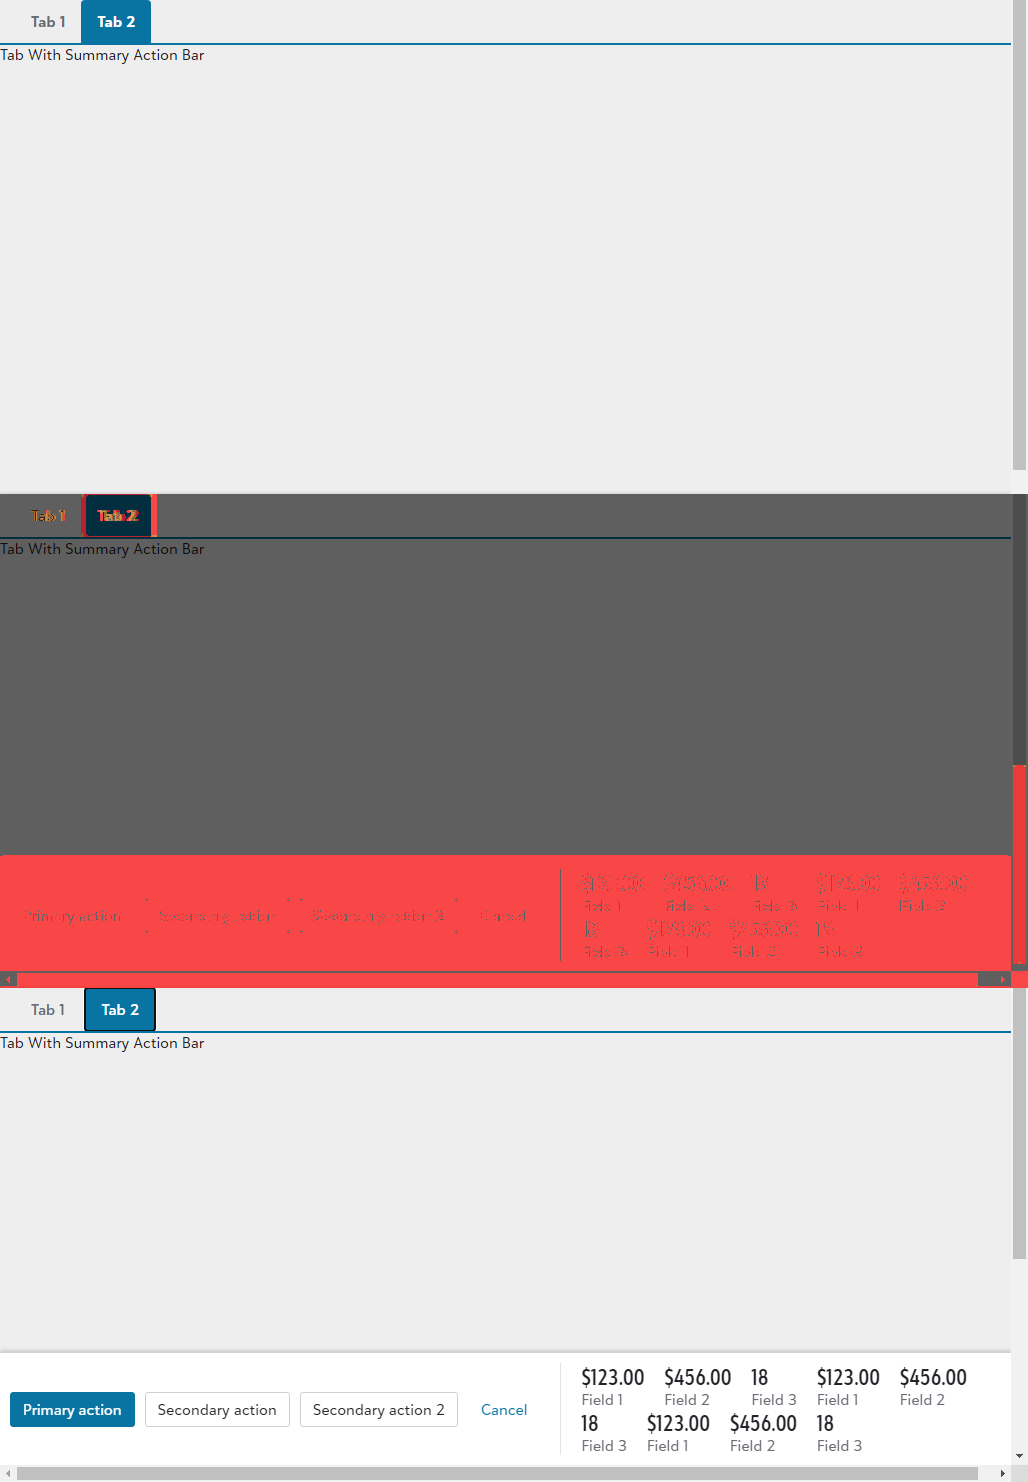 Tab 1 Tab 2
Tab With Summary Action Bar
Tab 1 Tab 2
Tab With Summary Action Bar
Primary action Secondary action Secondary action 2 Cancel
$123.00 $456.00 18 $123.00 $456.00
Field 1 Field 2 Field 3 Field 1 Field 2
18 $123.00 $456.00 18
Field 3 Field 1 Field 2 Field 3
Tab 1 Tab 2
Tab With Summary Action Bar
Primary action Secondary action Secondary action 2 Cancel
$123.00 $456.00 18 $123.00 $456.00
Field 1 Field 2 Field 3 Field 1 Field 2
18 $123.00 $456.00 18
Field 3 Field 1 Field 2 Field 3